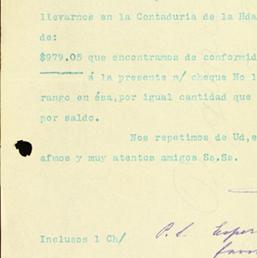 llevarnos en la Contaduria de la Hda
de:
$979.05 que encontramos de conformid
á la presente n/ cheque No 1
rango en ésa,por igual cantidad que
por saldo.
Nos repetimos de Ud,e
afmos y muy atentos amigos Ss.Ss.
P. S.
Inclusos 1 Ch/